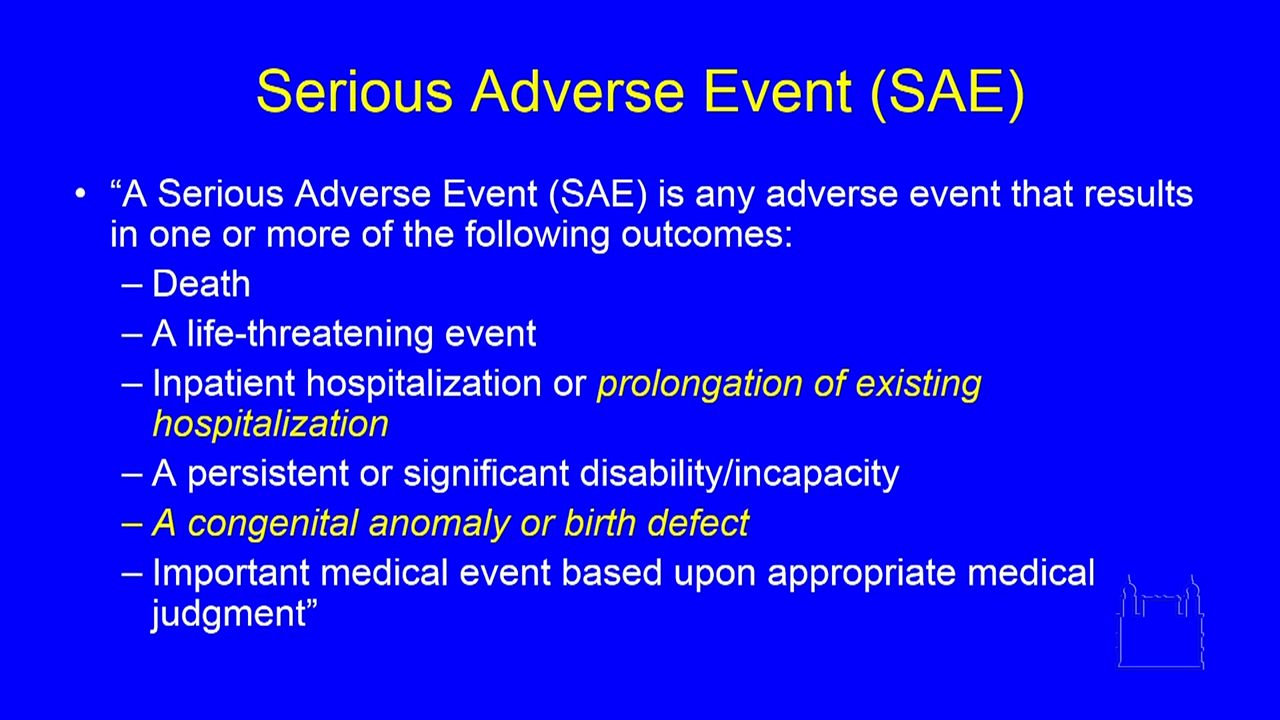 Serious Adverse Event (SAE)
• “A Serious Adverse Event (SAE) is any adverse event that results
in one or more of the following outcomes:
– Death
– A life-threatening event
– Inpatient hospitalization or prolongation of existing
hospitalization
– A persistent or significant disability/incapacity
– A congenital anomaly or birth defect
– Important medical event based upon appropriate medical
judgment”